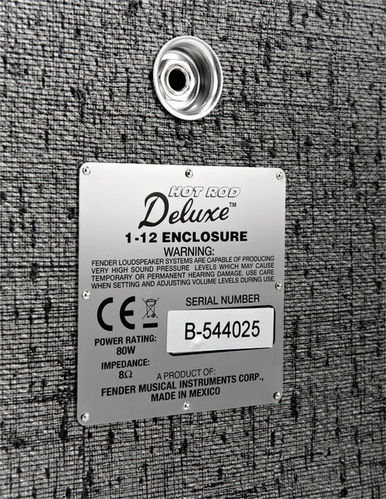 HOT ROD
Deluxe™
1-12 ENCLOSURE
WARNING:
FENDER LOUDSPEAKER SYSTEMS ARE CAPABLE OF PRODUCING
VERY HIGH SOUND PRESSURE LEVELS WHICH MAY CAUSE
TEMPORARY OR PERMANENT HEARING DAMAGE. USE CARE
WHEN SETTING AND ADJUSTING VOLUME LEVELS DURING USE.
CE
SERIAL NUMBER
B-544025
POWER RATING:
80W
IMPEDANCE:
8Ω
A PRODUCT OF:
FENDER MUSICAL INSTRUMENTS CORP.,
MADE IN MEXICO